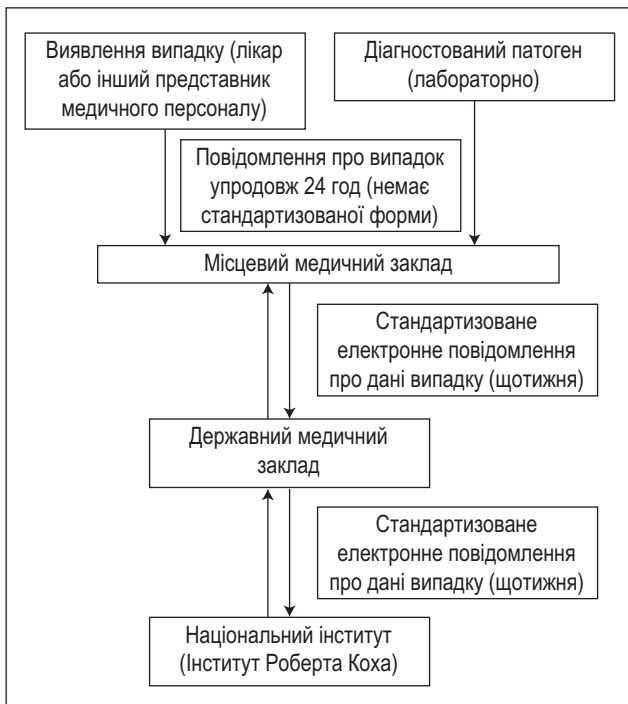 Виявлення випадку (лікар
або інший представник
медичного персоналу)
Діагностований патоген
(лабораторно)
Повідомлення про випадок
упродовж 24 год (немає
стандартизованої форми)
Місцевий медичний заклад
Стандартизоване
електронне повідомлення
про дані випадку (щотижня)
Державний медичний
заклад
Стандартизоване
електронне повідомлення
про дані випадку (щотижня)
Національний інститут
(Інститут Роберта Коха)